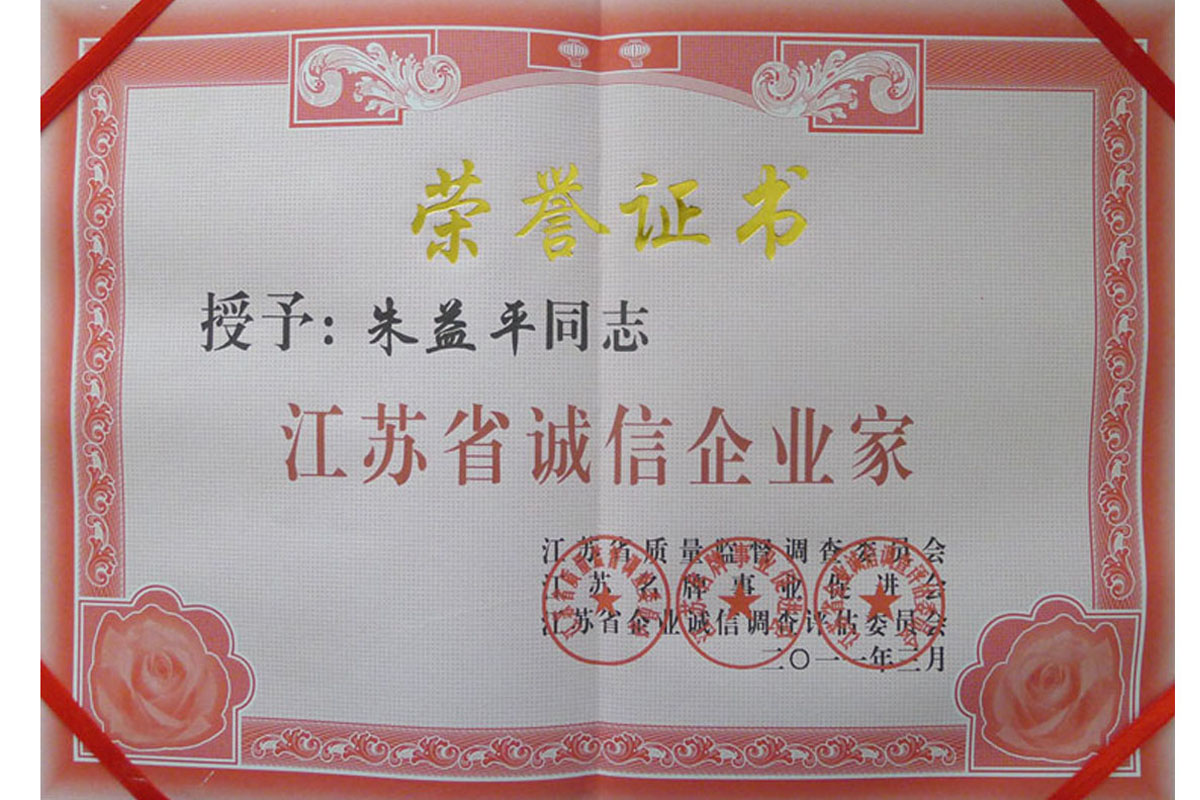 荣誉证书
授予：朱益平同志
江苏省诚信企业家
江苏省质量监督调查委员会
江苏名牌事业促进会
江苏省企业诚信调查评估委员会
二〇一一年三月